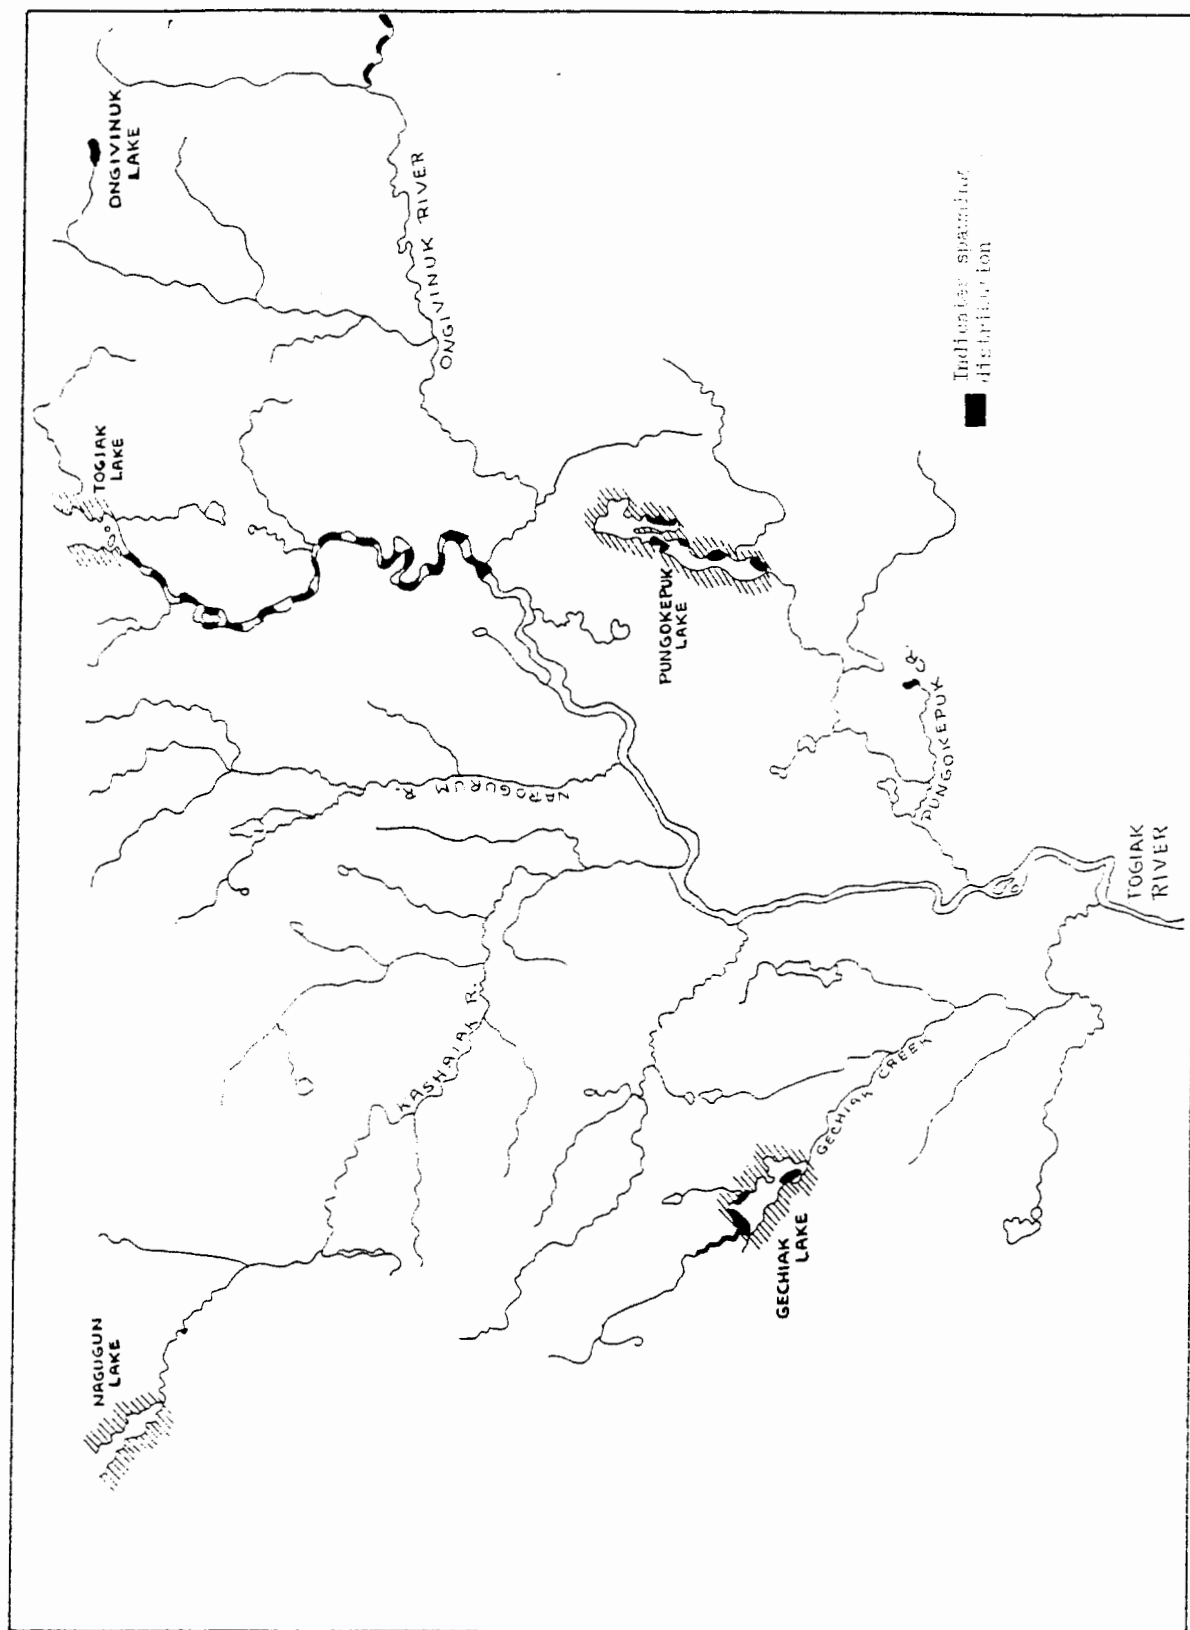 ONGIVINUK
LAKE
ONGIVINUK RIVER
TOGIAK
LAKE
Indicates spawning
distribution
PUNGOKEPUK
LAKE
PUNGOKEPUK
NAROGURUM R.
TOGIAK
RIVER
KASHAIAK R.
GECHIAK CREEK
GECHIAK
LAKE
NAGUGUN
LAKE